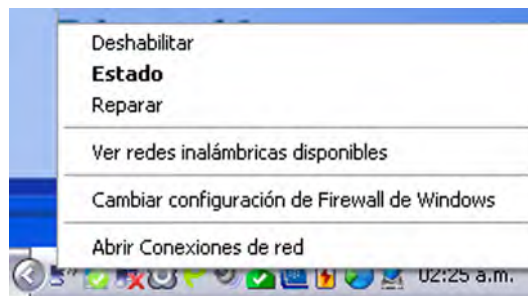 Deshabilitar
Estado
Reparar
Ver redes inalámbricas disponibles
Cambiar configuración de Firewall de Windows
Abrir Conexiones de red
02:25 a.m.